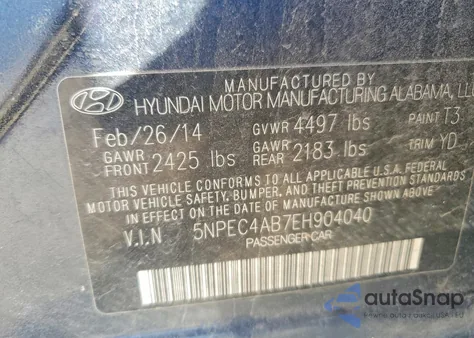 MANUFACTURED BY
HYUNDAI MOTOR MANUFACTURING ALABAMA, LLC
Feb/26/14 GVWR 4497 lbs PAINT T3
GAWR FRONT 2425 lbs GAWR REAR 2183 lbs TRIM YD
THIS VEHICLE CONFORMS TO ALL APPLICABLE U.S.A FEDERAL
MOTOR VEHICLE SAFETY, BUMPER, AND THEFT PREVENTION STANDARDS
IN EFFECT ON THE DATE OF MANUFACTURE SHOWN ABOVE.
V.I.N 5NPEC4AB7EH904040
PASSENGER CAR
autoSnap